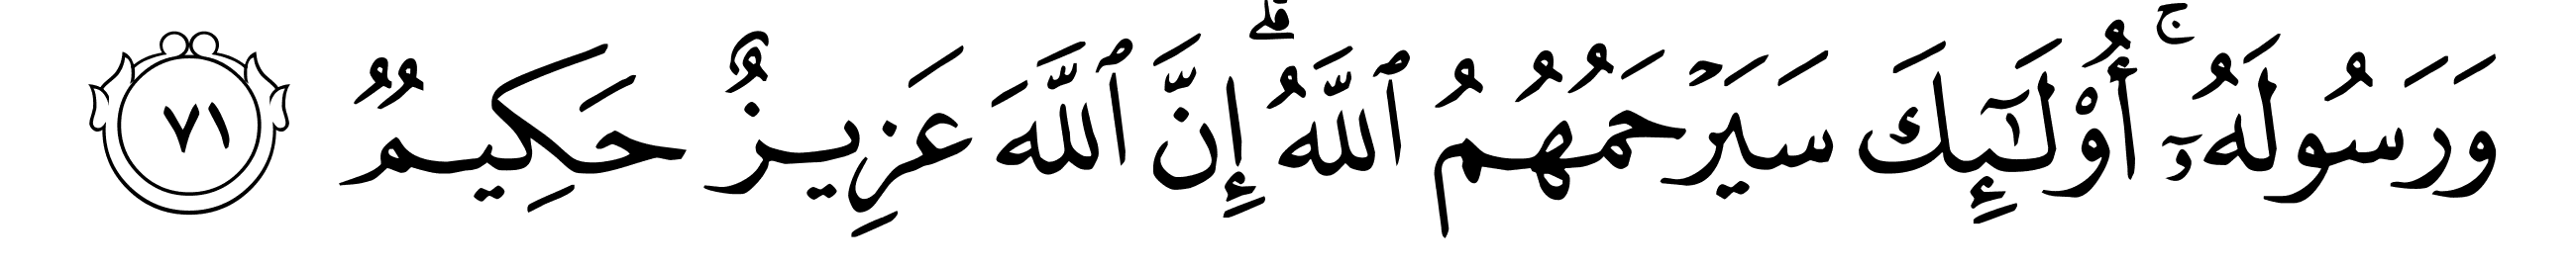 وَرَسُولَهُۥٓۚ أُوْلَٰٓئِكَ سَيَرۡحَمُهُمُ ٱللَّهُۗ إِنَّ ٱللَّهَ عَزِيزٌ حَكِيمٞ ٧١